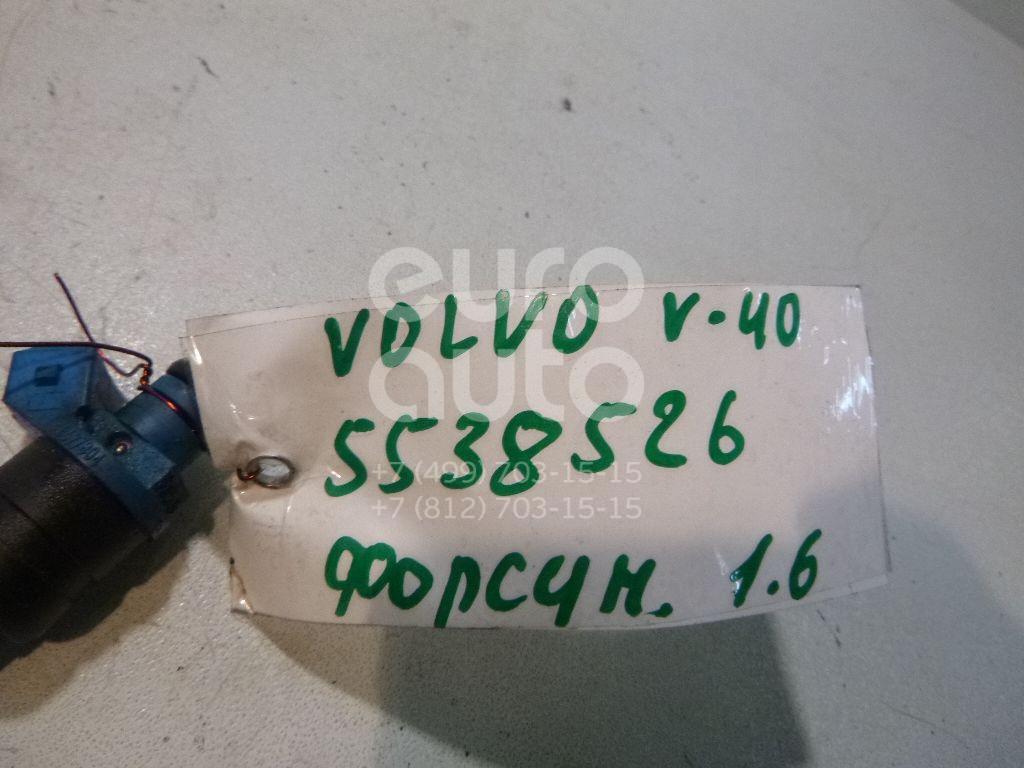 euro
auto
VOLVO V-40
5538526
+7 (499) 703-15-15
+7 (812) 703-15-15
форсун. 1.6